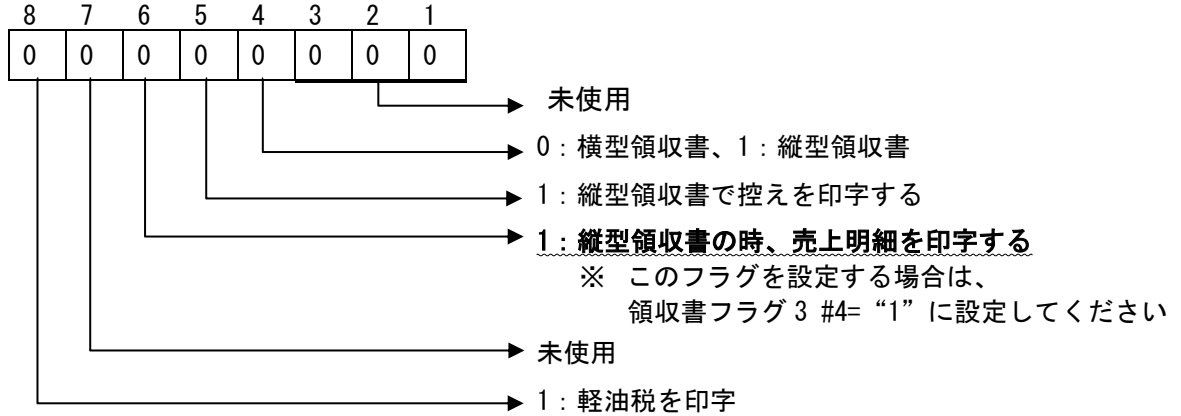 8 7 6 5 4 3 2 1
0 0 0 0 0 0 0 0
未使用
0：横型領収書、1：縦型領収書
1：縦型領収書で控えを印字する
1：縦型領収書の時、売上明細を印字する
※ このフラグを設定する場合は、
領収書フラグ3 #4= “1” に設定してください
未使用
1：軽油税を印字